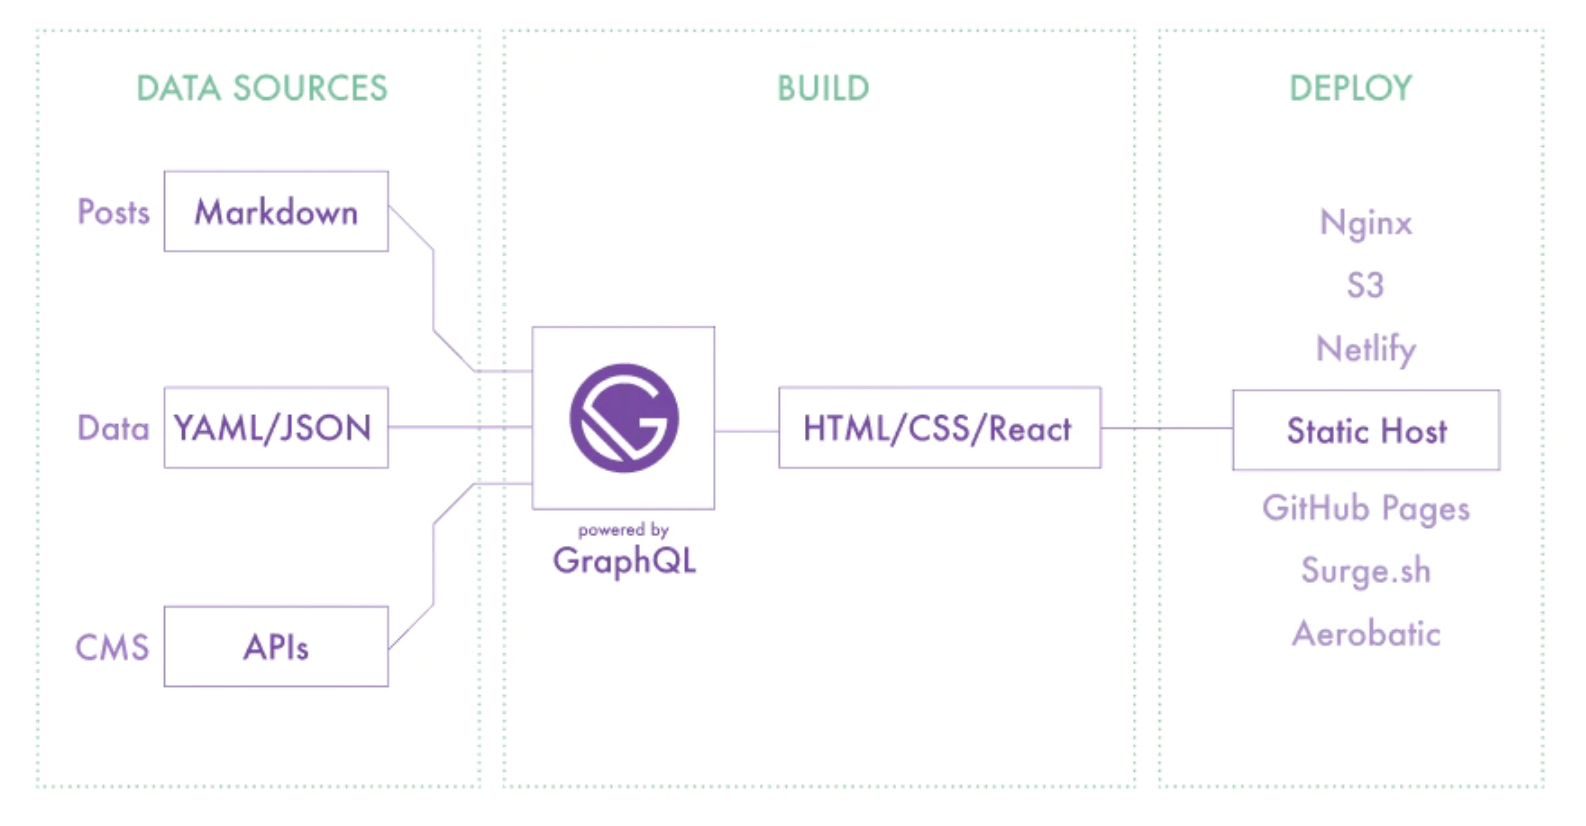 DATA SOURCES
Posts
Markdown
Data
YAML/JSON
CMS
APIs
BUILD
powered by
GraphQL
HTML/CSS/React
DEPLOY
Nginx
S3
Netlify
Static Host
GitHub Pages
Surge.sh
Aerobatic